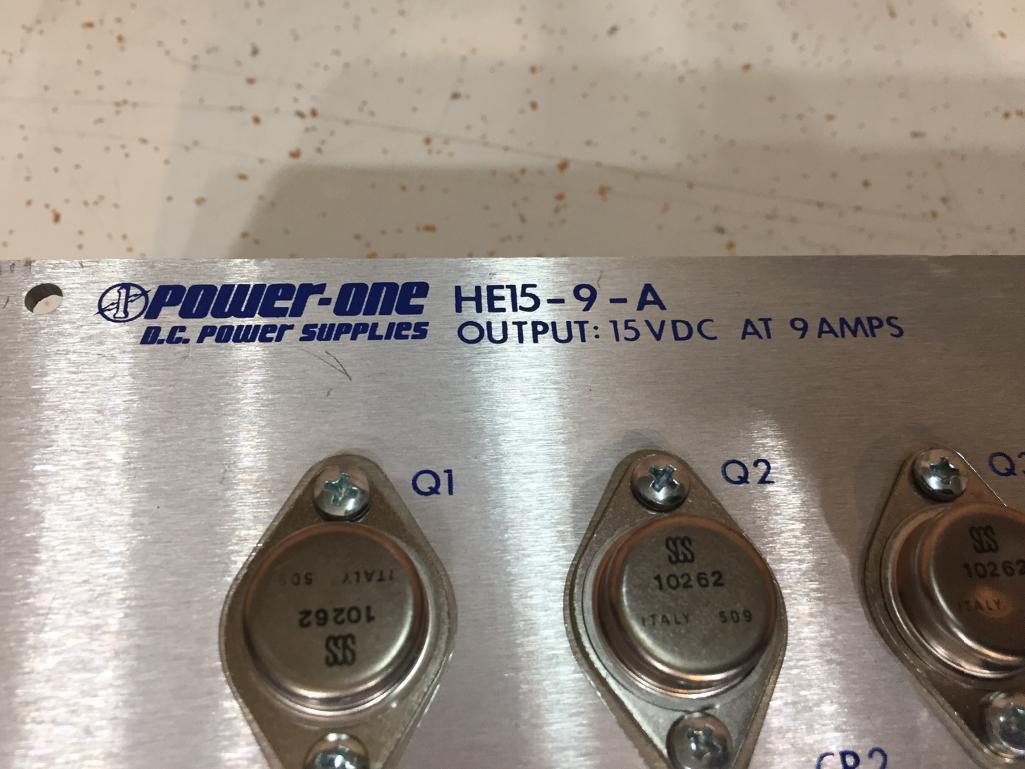 POWER-ONE HE15-9-A
D.C. POWER SUPPLIES OUTPUT: 15VDC AT 9 AMPS
Q1
Q2
SGS
10262
ITALY 509
SGS
10262
ITALY 509
SGS
10262
ITALY